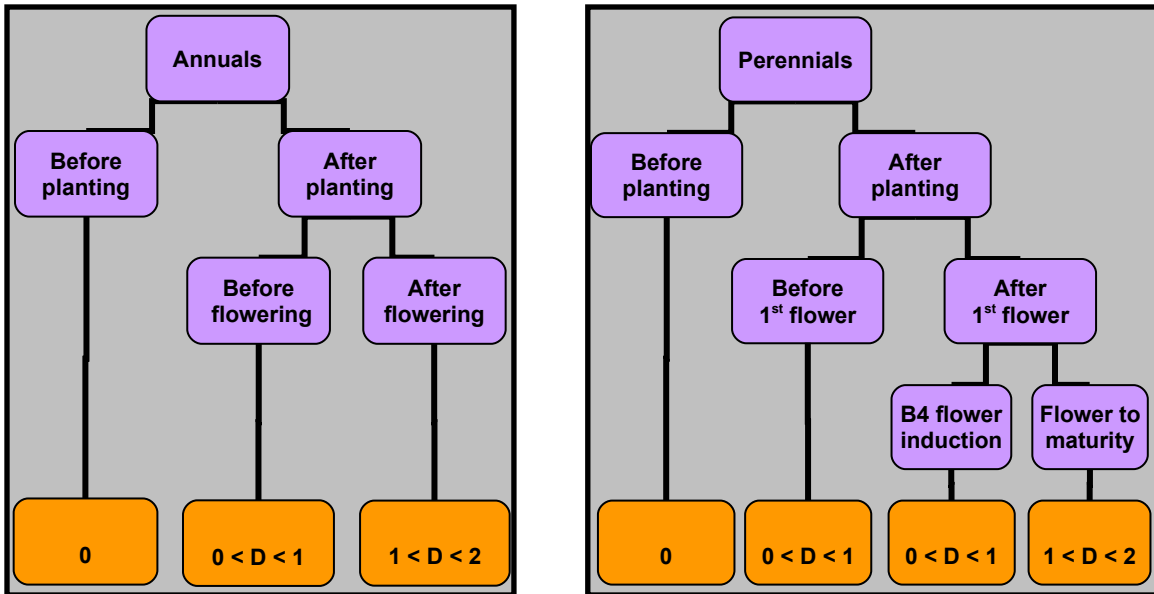 Annuals
Before
planting
After
planting
Before
flowering
After
flowering
0
0 < D < 1
1 < D < 2
Perennials
Before
planting
After
planting
Before
1st flower
After
1st flower
B4 flower
induction
Flower to
maturity
0
0 < D < 1
0 < D < 1
1 < D < 2